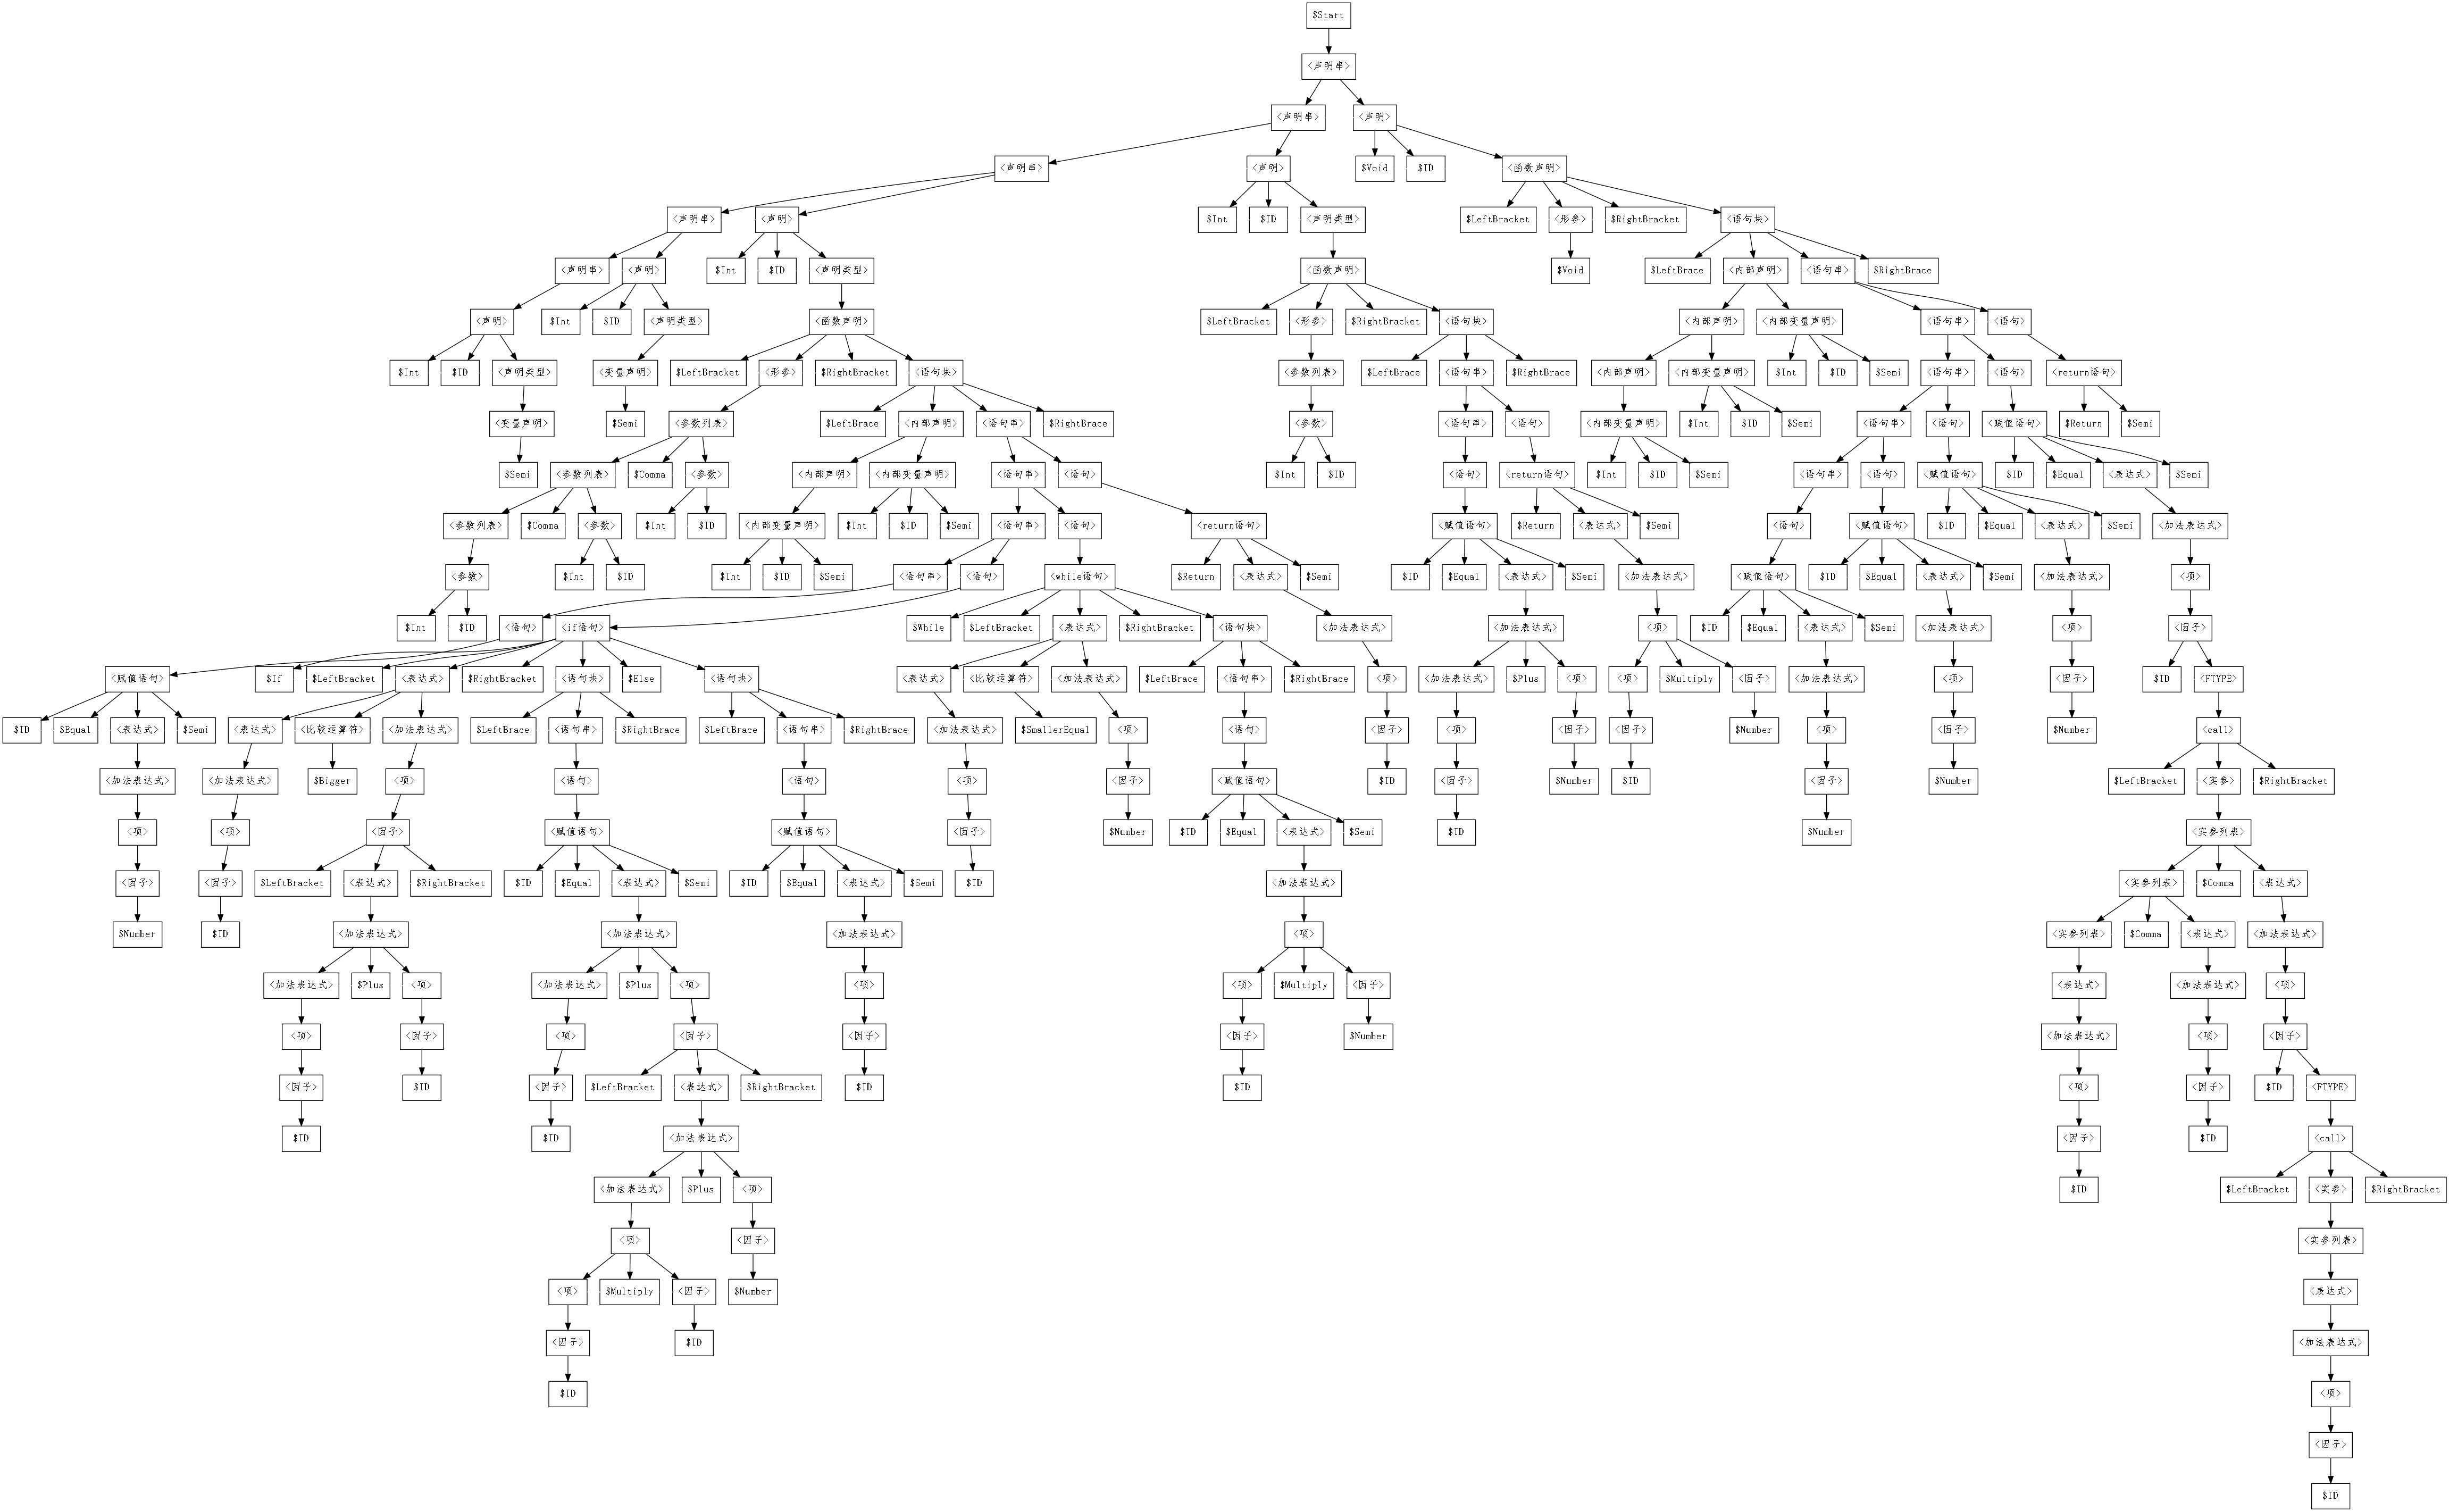 $Start
<声明串>
<声明串> <声明>
<声明串> <声明> $Void $ID <函数声明>
<声明串> <声明> $Int $ID <声明类型> $LeftBracket <形参> $RightBracket <语句块>
<声明串> <声明> $Int $ID <声明类型> <函数声明> $Void $LeftBrace <内部声明> <语句串> $RightBrace
<声明> $Int $ID <声明类型> <函数声明> $LeftBracket <形参> $RightBracket <语句块> <内部声明> <内部变量声明> <语句串> <语句>
$Int $ID <声明类型> <变量声明> $LeftBracket <形参> $RightBracket <语句块> <参数列表> $LeftBrace <语句串> $RightBrace <内部声明> <内部变量声明> $Int $ID $Semi <语句串> <语句> <return语句>
<变量声明> $Semi <参数列表> $LeftBrace <内部声明> <语句串> $RightBrace <参数> <语句串> <语句> <内部变量声明> $Int $ID $Semi <语句串> <语句> <赋值语句> $Return $Semi
$Semi <参数列表> $Comma <参数> <内部声明> <内部变量声明> <语句串> <语句> $Int $ID <语句> <return语句> $Int $ID $Semi <语句串> <语句> <赋值语句> $ID $Equal <表达式> $Semi
<参数列表> $Comma <参数> $Int $ID <内部变量声明> $Int $ID $Semi <语句串> <语句> <return语句> <赋值语句> $Return <表达式> $Semi <语句> <赋值语句> $ID $Equal <表达式> $Semi <加法表达式>
<参数> $Int $ID $Int $ID $Semi <语句串> <语句> <while语句> $Return <表达式> $Semi $ID $Equal <表达式> $Semi <加法表达式> <赋值语句> $ID $Equal <表达式> $Semi <加法表达式> <项>
$Int $ID <语句> <if语句> $While $LeftBracket <表达式> $RightBracket <语句块> <加法表达式> <加法表达式> <项> $ID $Equal <表达式> $Semi <加法表达式> <项> <因子>
<赋值语句> $If $LeftBracket <表达式> $RightBracket <语句块> $Else <语句块> <表达式> <比较运算符> <加法表达式> $LeftBrace <语句串> $RightBrace <项> <加法表达式> $Plus <项> <项> $Multiply <因子> <加法表达式> <项> <因子> $ID <FTYPE>
$ID $Equal <表达式> $Semi <表达式> <比较运算符> <加法表达式> $LeftBrace <语句串> $RightBrace $LeftBrace <语句串> $RightBrace <加法表达式> $SmallerEqual <项> <语句> <因子> <项> <因子> <因子> $Number <项> <因子> $Number <call>
<加法表达式> <加法表达式> $Bigger <项> <语句> <语句> <项> <因子> <赋值语句> $ID <因子> $Number $ID <因子> $Number $LeftBracket <实参> $RightBracket
<项> <项> <因子> <赋值语句> <赋值语句> <因子> $Number $ID $Equal <表达式> $Semi $ID $Number <实参列表>
<因子> <因子> $LeftBracket <表达式> $RightBracket $ID $Equal <表达式> $Semi $ID $Equal <表达式> $Semi $ID <加法表达式> <实参列表> $Comma <表达式>
$Number $ID <加法表达式> <加法表达式> <加法表达式> <项> <实参列表> $Comma <表达式> <加法表达式>
<加法表达式> $Plus <项> <加法表达式> $Plus <项> <项> <项> $Multiply <因子> <表达式> <加法表达式> <项>
<项> <因子> <项> <因子> <因子> <因子> $Number <加法表达式> <项> <因子>
<因子> $ID <因子> $LeftBracket <表达式> $RightBracket $ID $ID <项> <因子> $ID <FTYPE>
$ID $ID <加法表达式> <因子> $ID <call>
<加法表达式> $Plus <项> $ID $LeftBracket <实参> $RightBracket
<项> <因子> <实参列表>
<项> $Multiply <因子> $Number <表达式>
<因子> $ID <加法表达式>
$ID <项>
<因子>
$ID